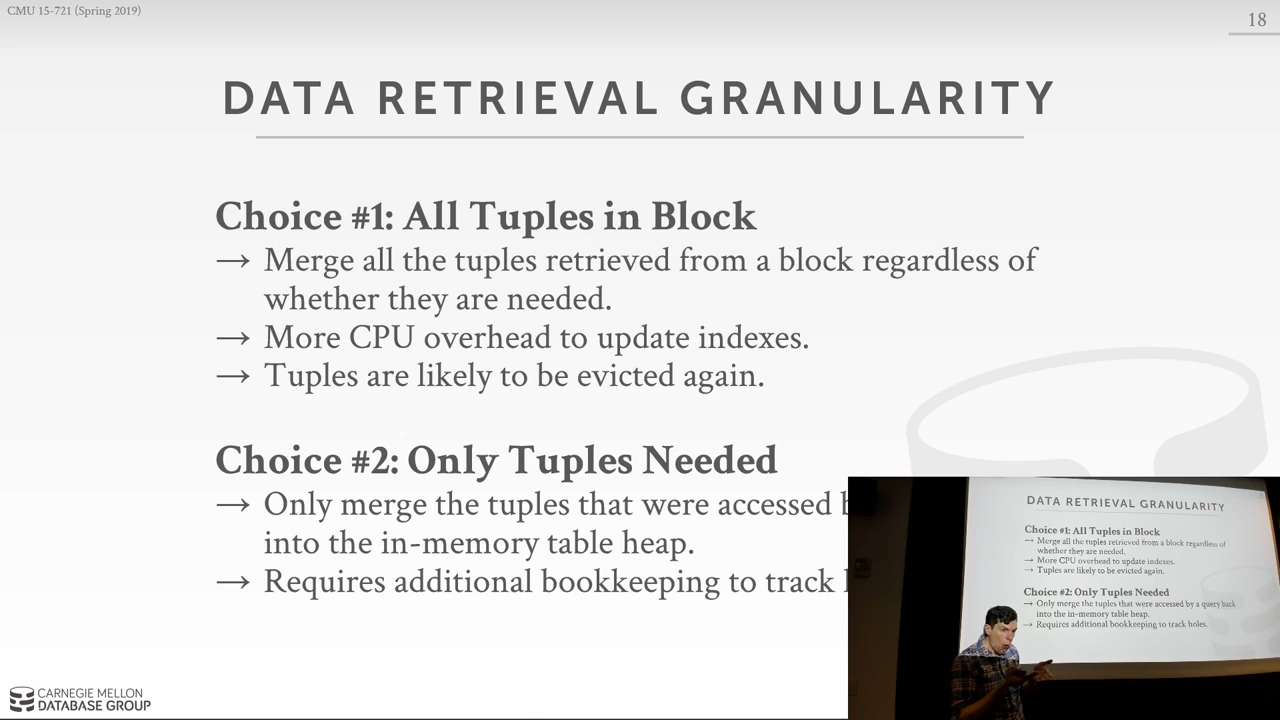 CMU 15-721 (Spring 2019)
18
DATA RETRIEVAL GRANULARITY
Choice #1: All Tuples in Block
→ Merge all the tuples retrieved from a block regardless of
whether they are needed.
→ More CPU overhead to update indexes.
→ Tuples are likely to be evicted again.
Choice #2: Only Tuples Needed
→ Only merge the tuples that were accessed b
into the in-memory table heap.
→ Requires additional bookkeeping to track
CARNEGIE MELLON
DATABASE GROUP
DATA RETRIEVAL GRANULARITY
Choice #1: All Tuples in Block
→ Merge all the tuples retrieved from a block regardless of
whether they are needed.
→ More CPU overhead to update indexes.
→ Tuples are likely to be evicted again.
Choice #2: Only Tuples Needed
→ Only merge the tuples that were accessed by a query back
into the in-memory table heap.
→ Requires additional bookkeeping to track holes.